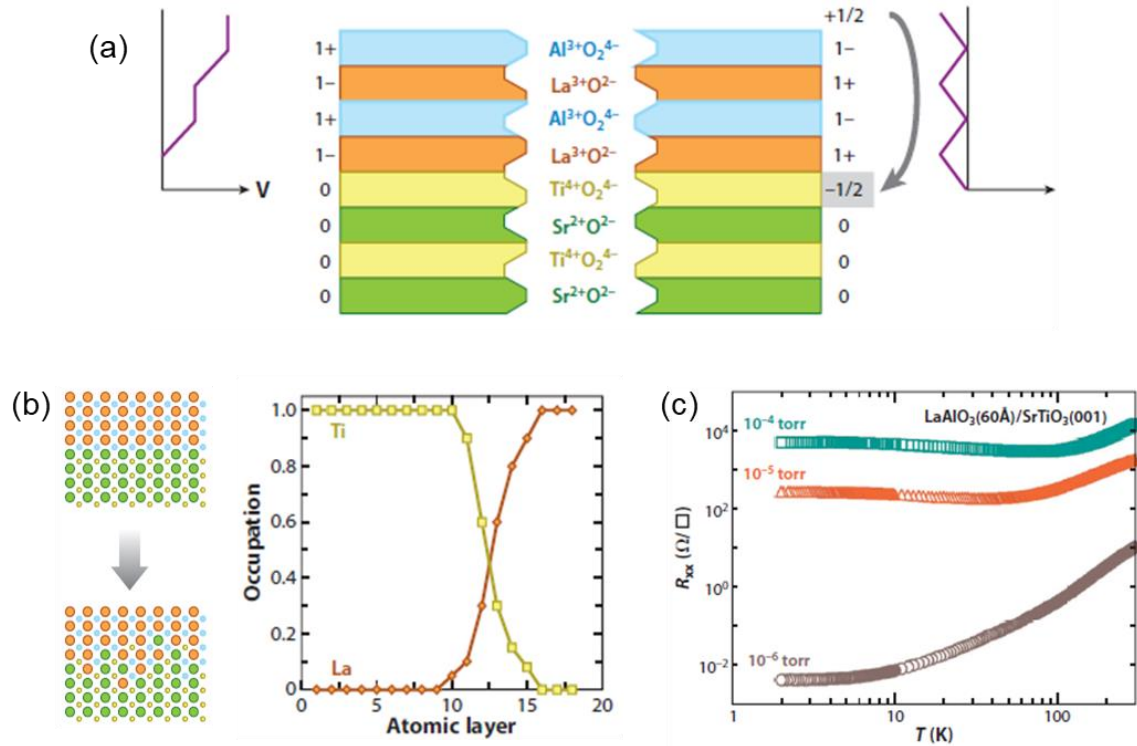 (a)
+1/2
1+ Al³⁺O₂⁴⁻ 1−
1− La³⁺O²⁻ 1+
1+ Al³⁺O₂⁴⁻ 1−
1− La³⁺O²⁻ 1+
0 Ti⁴⁺O₂⁴⁻ −1/2
V
0 Sr²⁺O²⁻ 0
0 Ti⁴⁺O₂⁴⁻ 0
0 Sr²⁺O²⁻ 0
(b)
1.0
0.8
0.6
0.4
0.2
0
Occupation
Ti
La
0 5 10 15 20
Atomic layer
(c)
LaAlO₃(60Å)/SrTiO₃(001)
10⁻⁴ torr
10⁻⁵ torr
10⁻⁶ torr
10⁴
10²
10⁰
10⁻²
Rₓₓ (Ω/□)
1 10 100
T (K)